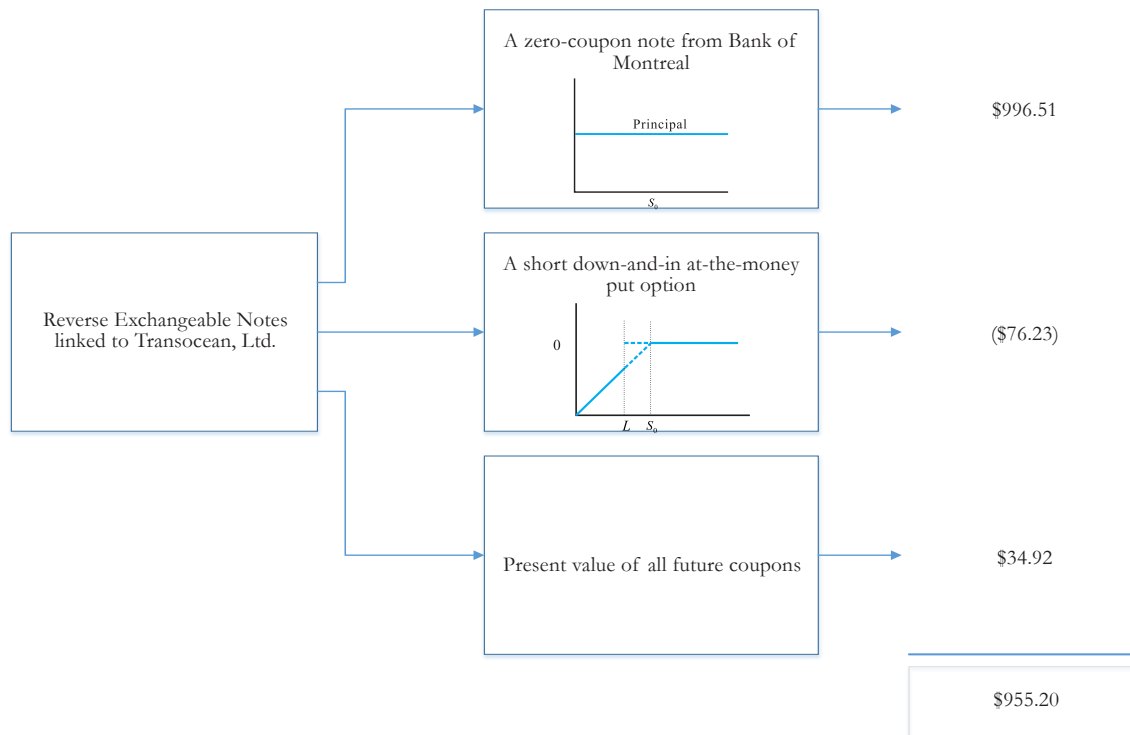 A zero-coupon note from Bank of
Montreal
Principal
S₀
$996.51
Reverse Exchangeable Notes
linked to Transocean, Ltd.
A short down-and-in at-the-money
put option
0
L S₀
($76.23)
Present value of all future coupons
$34.92
$955.20